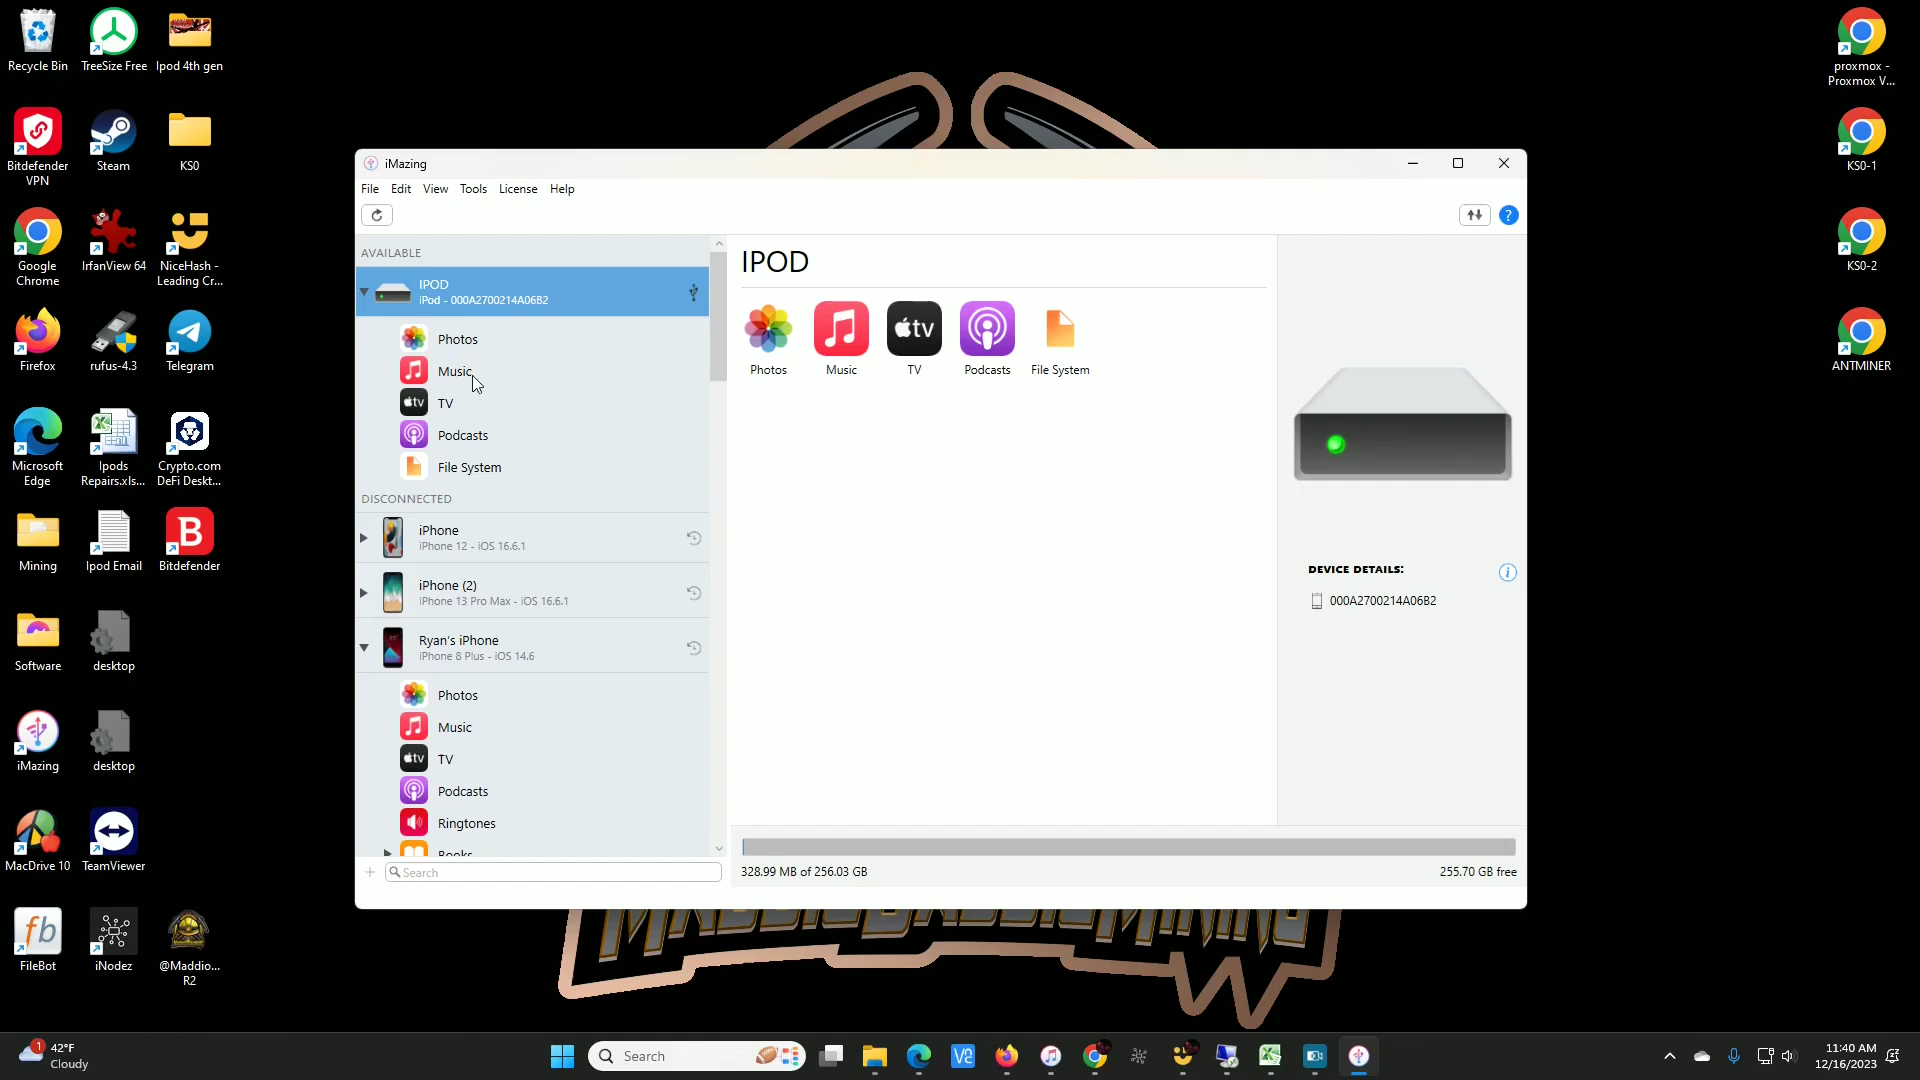 Recycle Bin
TreeSize Free
Ipod 4th gen
Bitdefender
VPN
Steam
KS0
Google
Chrome
IrfanView 64
NiceHash -
Leading Cr...
Firefox
rufus-4.3
Telegram
Microsoft
Edge
Ipods
Repairs.xls...
Crypto.com
DeFi Deskt...
Mining
Ipod Email
B
Bitdefender
Software
desktop
iMazing
desktop
MacDrive 10
TeamViewer
fb
FileBot
iNodez
@Maddio...
R2
proxmox -
Proxmox V...
KS0-1
KS0-2
ANTMINER
iMazing
File Edit View Tools License Help
?
AVAILABLE
IPOD
iPod - 000A2700214A06B2
Photos
Music
tv TV
Podcasts
File System
DISCONNECTED
iPhone
iPhone 12 - iOS 16.6.1
iPhone (2)
iPhone 13 Pro Max - iOS 16.6.1
Ryan's iPhone
iPhone 8 Plus - iOS 14.6
Photos
Music
tv TV
Podcasts
Ringtones
Books
Search
IPOD
tv
Photos Music TV Podcasts File System
DEVICE DETAILS:
000A2700214A06B2
328.99 MB of 256.03 GB
255.70 GB free
1
42°F
Cloudy
Search
11:40 AM
12/16/2023